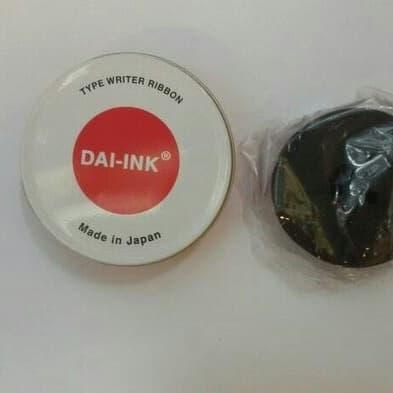 TYPE WRITER RIBBON
DAI-INK®
Made in Japan